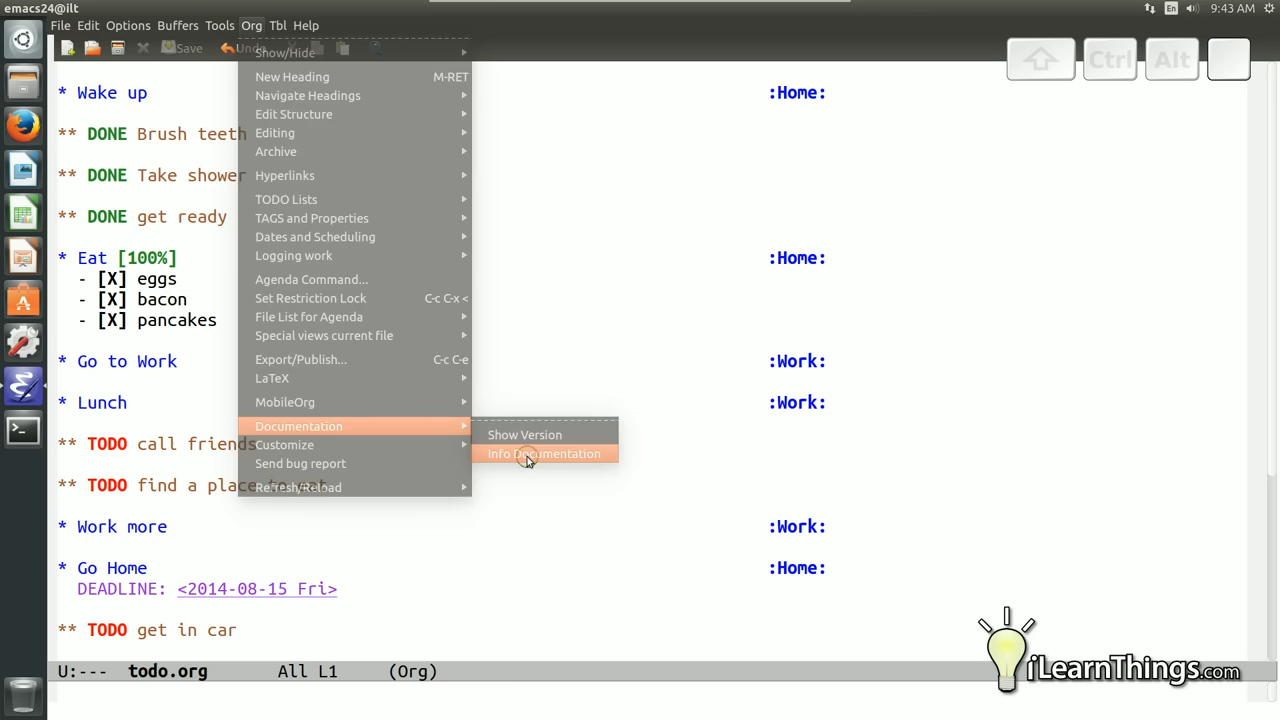 emacs24@ilt
En
9:43 AM
File Edit Options Buffers Tools Org Tbl Help
Save
Undo
Ctrl
Alt
Show/Hide
New Heading M-RET
Navigate Headings
Edit Structure
Editing
Archive
Hyperlinks
TODO Lists
TAGS and Properties
Dates and Scheduling
Logging work
Agenda Command...
Set Restriction Lock C-c C-x <
File List for Agenda
Special views current file
Export/Publish... C-c C-e
LaTeX
MobileOrg
Documentation
Customize
Send bug report
Refresh/Reload
Show Version
Info Documentation
* Wake up :Home:
** DONE Brush teeth
** DONE Take shower
** DONE get ready
* Eat [100%] :Home:
- [X] eggs
- [X] bacon
- [X] pancakes
* Go to Work :Work:
* Lunch :Work:
** TODO call friends
** TODO find a place to eat
* Work more :Work:
* Go Home :Home:
DEADLINE: <2014-08-15 Fri>
** TODO get in car
U:--- todo.org All L1 (Org)
iLearnThings.com